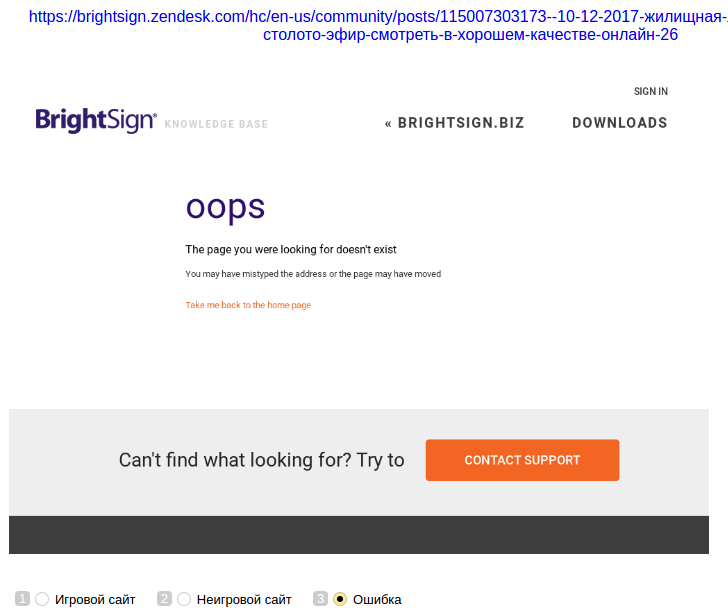 https://brightsign.zendesk.com/hc/en-us/community/posts/115007303173--10-12-2017-жилищная-
столото-эфир-смотреть-в-хорошем-качестве-онлайн-26
SIGN IN
BrightSign® KNOWLEDGE BASE
« BRIGHTSIGN.BIZ DOWNLOADS
oops
The page you were looking for doesn't exist
You may have mistyped the address or the page may have moved
Take me back to the home page
Can't find what looking for? Try to CONTACT SUPPORT
1 Игровой сайт 2 Неигровой сайт 3 Ошибка